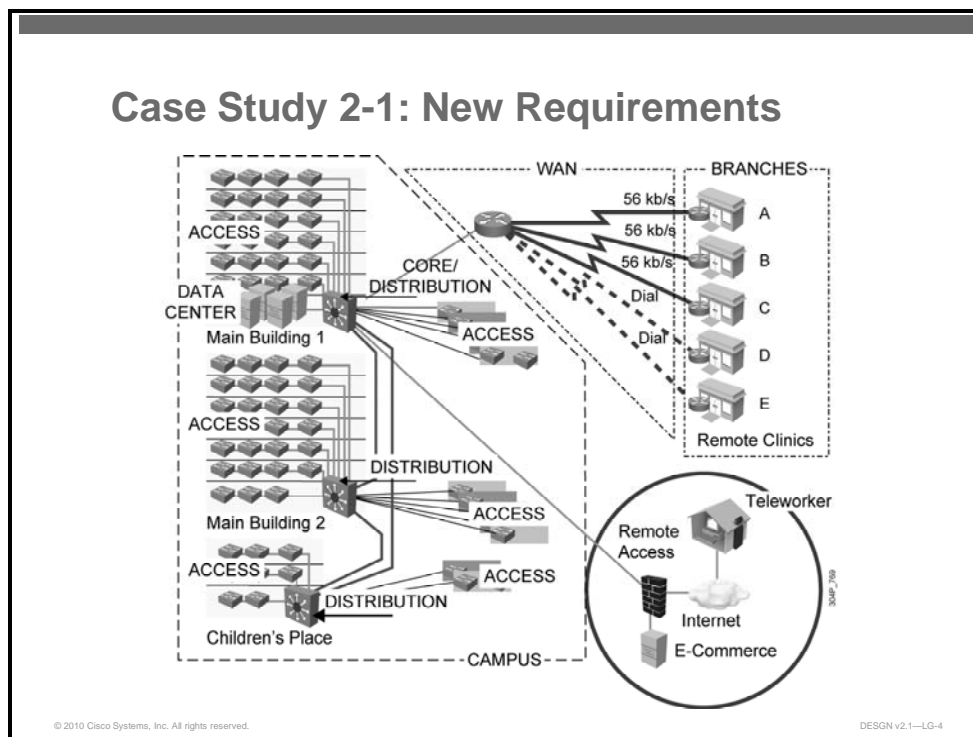 Case Study 2-1: New Requirements
WAN
BRANCHES
ACCESS
56 kb/s
A
56 kb/s
B
56 kb/s
CORE/
DISTRIBUTION
DATA
CENTER
Dial
C
ACCESS
Main Building 1
Dial
D
ACCESS
E
Remote Clinics
DISTRIBUTION
Teleworker
ACCESS
Main Building 2
Remote
Access
ACCESS
ACCESS
DISTRIBUTION
Internet
Children's Place
E-Commerce
CAMPUS
304P_769
© 2010 Cisco Systems, Inc. All rights reserved.
DESGN v2.1—LG-4